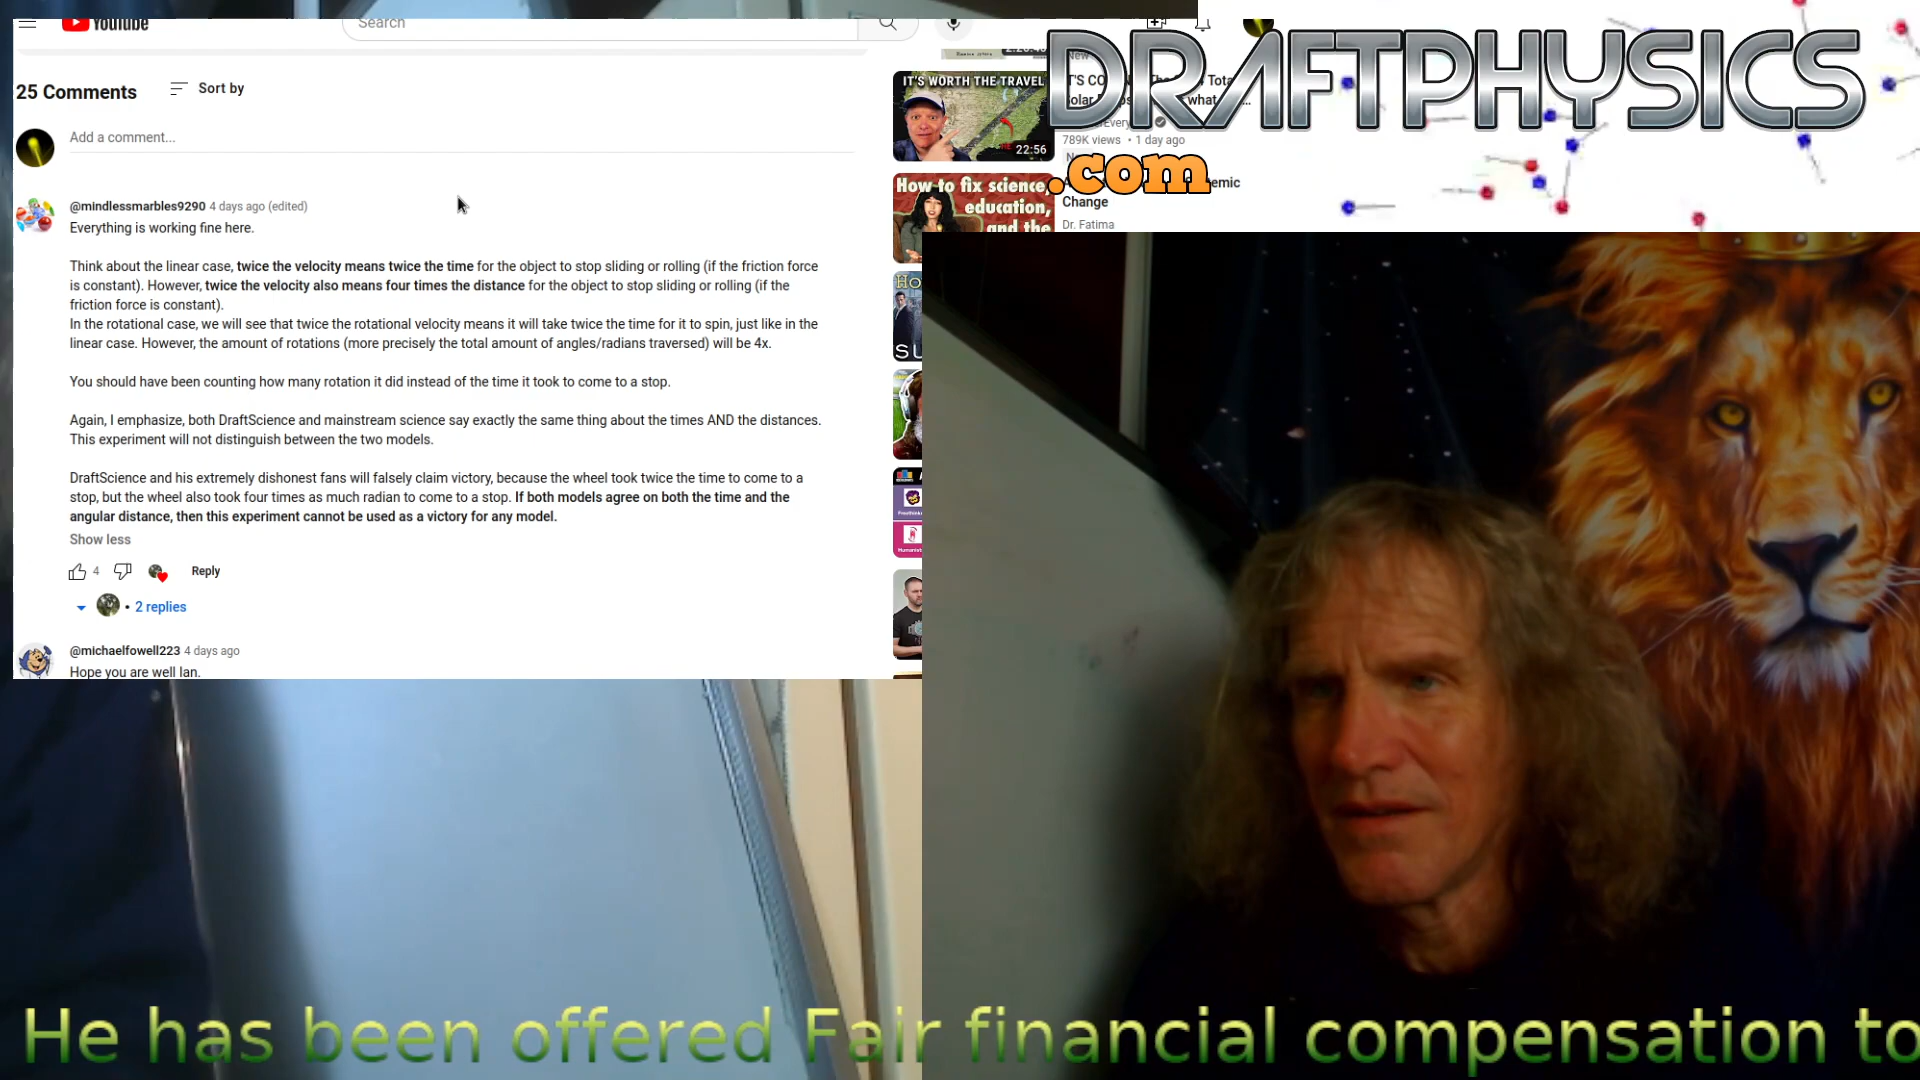 YouTube
Search
25 Comments
Sort by
Add a comment...
@mindlessmarbles9290 4 days ago (edited)
Everything is working fine here.
Think about the linear case, twice the velocity means twice the time for the object to stop sliding or rolling (if the friction force
is constant). However, twice the velocity also means four times the distance for the object to stop sliding or rolling (if the
friction force is constant).
In the rotational case, we will see that twice the rotational velocity means it will take twice the time for it to spin, just like in the
linear case. However, the amount of rotations (more precisely the total amount of angles/radians traversed) will be 4x.
You should have been counting how many rotation it did instead of the time it took to come to a stop.
Again, I emphasize, both DraftScience and mainstream science say exactly the same thing about the times AND the distances.
This experiment will not distinguish between the two models.
DraftScience and his extremely dishonest fans will falsely claim victory, because the wheel took twice the time to come to a
stop, but the wheel also took four times as much radian to come to a stop. If both models agree on both the time and the
angular distance, then this experiment cannot be used as a victory for any model.
Show less
4
Reply
• 2 replies
@michaelfowell223 4 days ago
Hope you are well Ian.
IT'S WORTH THE TRAVEL
22:56
789K views • 1 day ago
How to fix science,
education,
and the
Change
Dr. Fatima
DRAFTPHYSICS
.com
He has been offered Fair financial compensation to